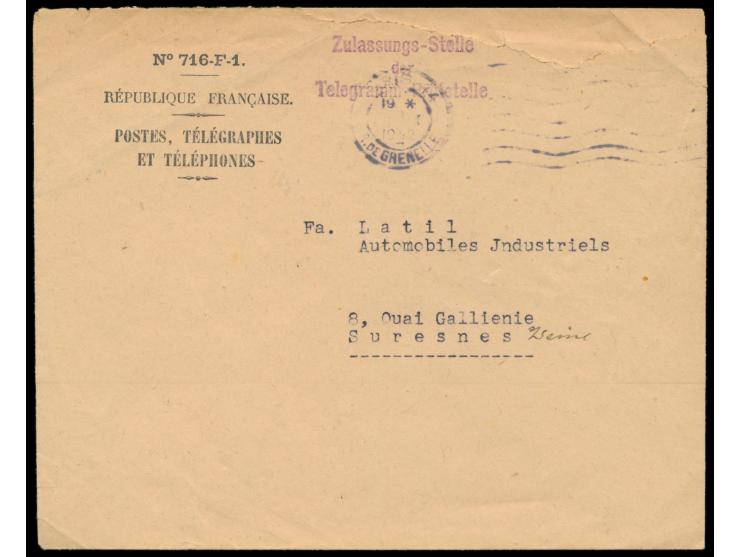 Nº 716-F-1.
RÉPUBLIQUE FRANÇAISE.
POSTES, TÉLÉGRAPHES
ET TÉLÉPHONES
Zulassungs-Stelle
der
19 *
R. DE GRENELLE
Fa. Latil
Automobiles Jndustriels
8, Quai Gallienie
Suresnes Seine